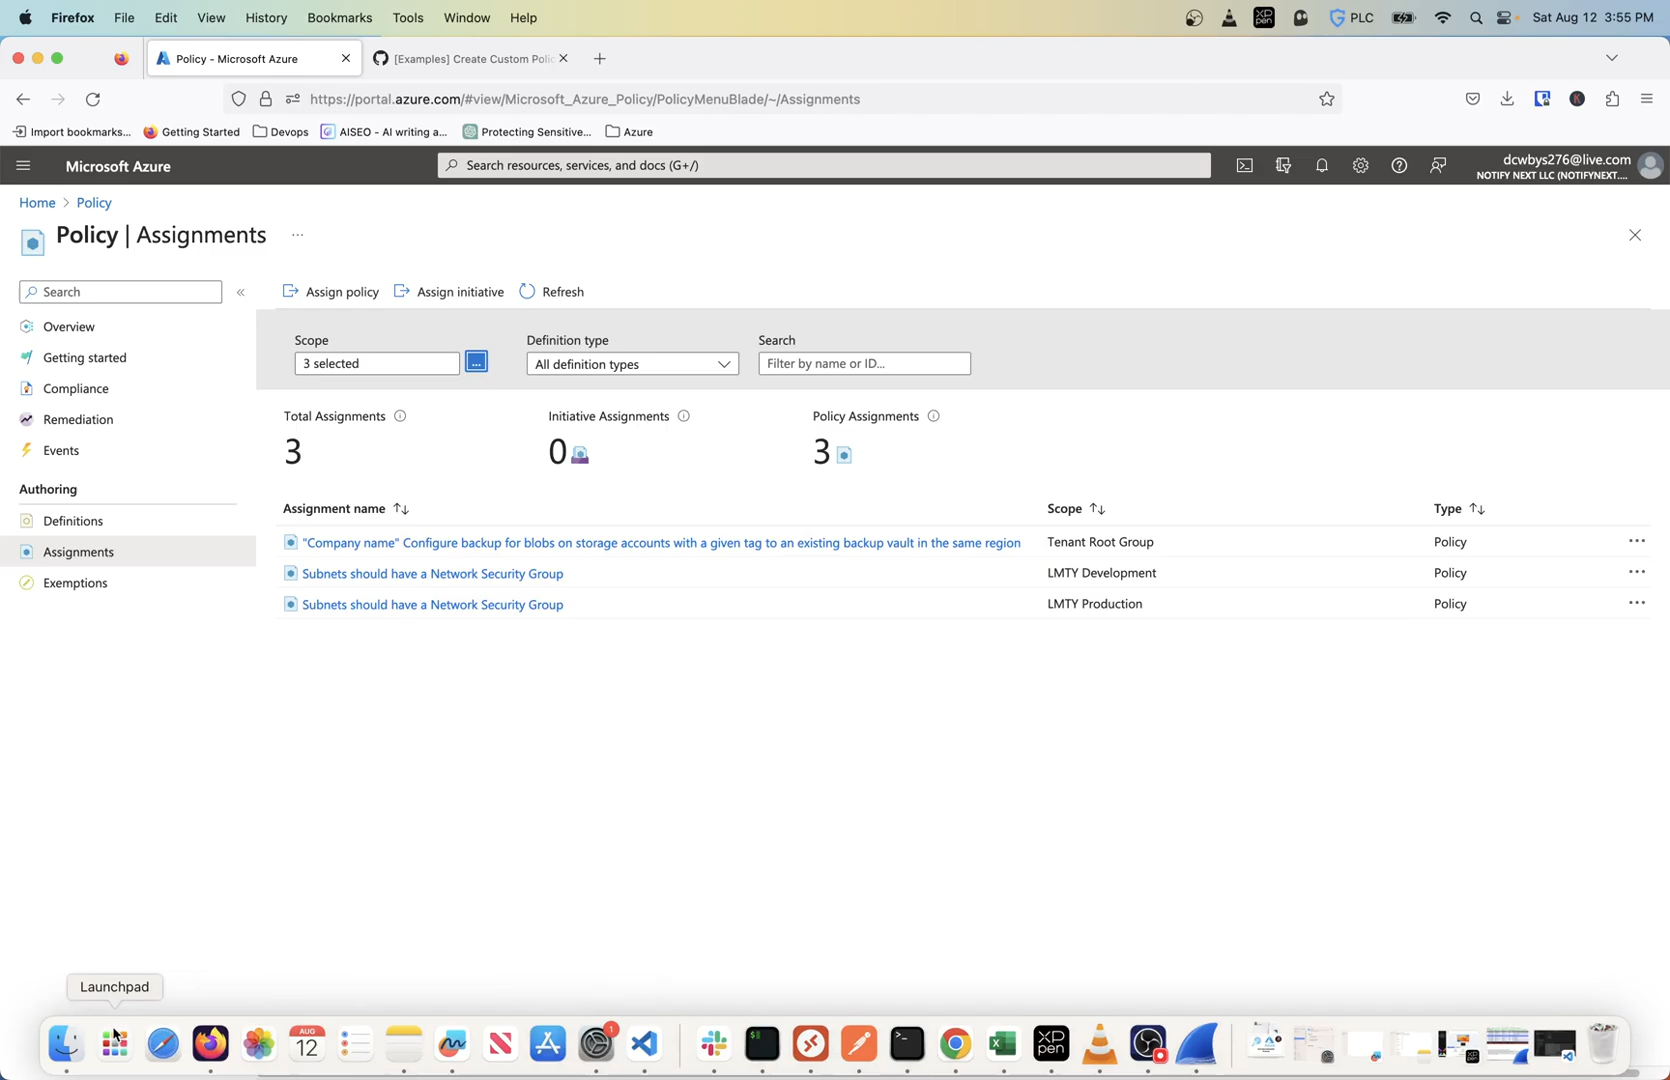 Firefox File Edit View History Bookmarks Tools Window Help PLC Sat Aug 12 3:55 PM
Policy - Microsoft Azure [Examples] Create Custom Poli
https://portal.azure.com/#view/Microsoft_Azure_Policy/PolicyMenuBlade/~/Assignments
Import bookmarks... Getting Started Devops AISEO - AI writing a... Protecting Sensitive... Azure
Microsoft Azure Search resources, services, and docs (G+/) dcwbys276@live.com
NOTIFY NEXT LLC (NOTIFYNEXT....
Home > Policy
Policy | Assignments ...
Search « Assign policy Assign initiative Refresh
Overview
Getting started
Compliance
Remediation
Events
Authoring
Definitions
Assignments
Exemptions
Scope Definition type Search
3 selected ... All definition types Filter by name or ID...
Total Assignments Initiative Assignments Policy Assignments
3 0 3
Assignment name Scope Type
"Company name" Configure backup for blobs on storage accounts with a given tag to an existing backup vault in the same region Tenant Root Group Policy ...
Subnets should have a Network Security Group LMTY Development Policy ...
Subnets should have a Network Security Group LMTY Production Policy ...
Launchpad
AUG
12
1
XP
pen